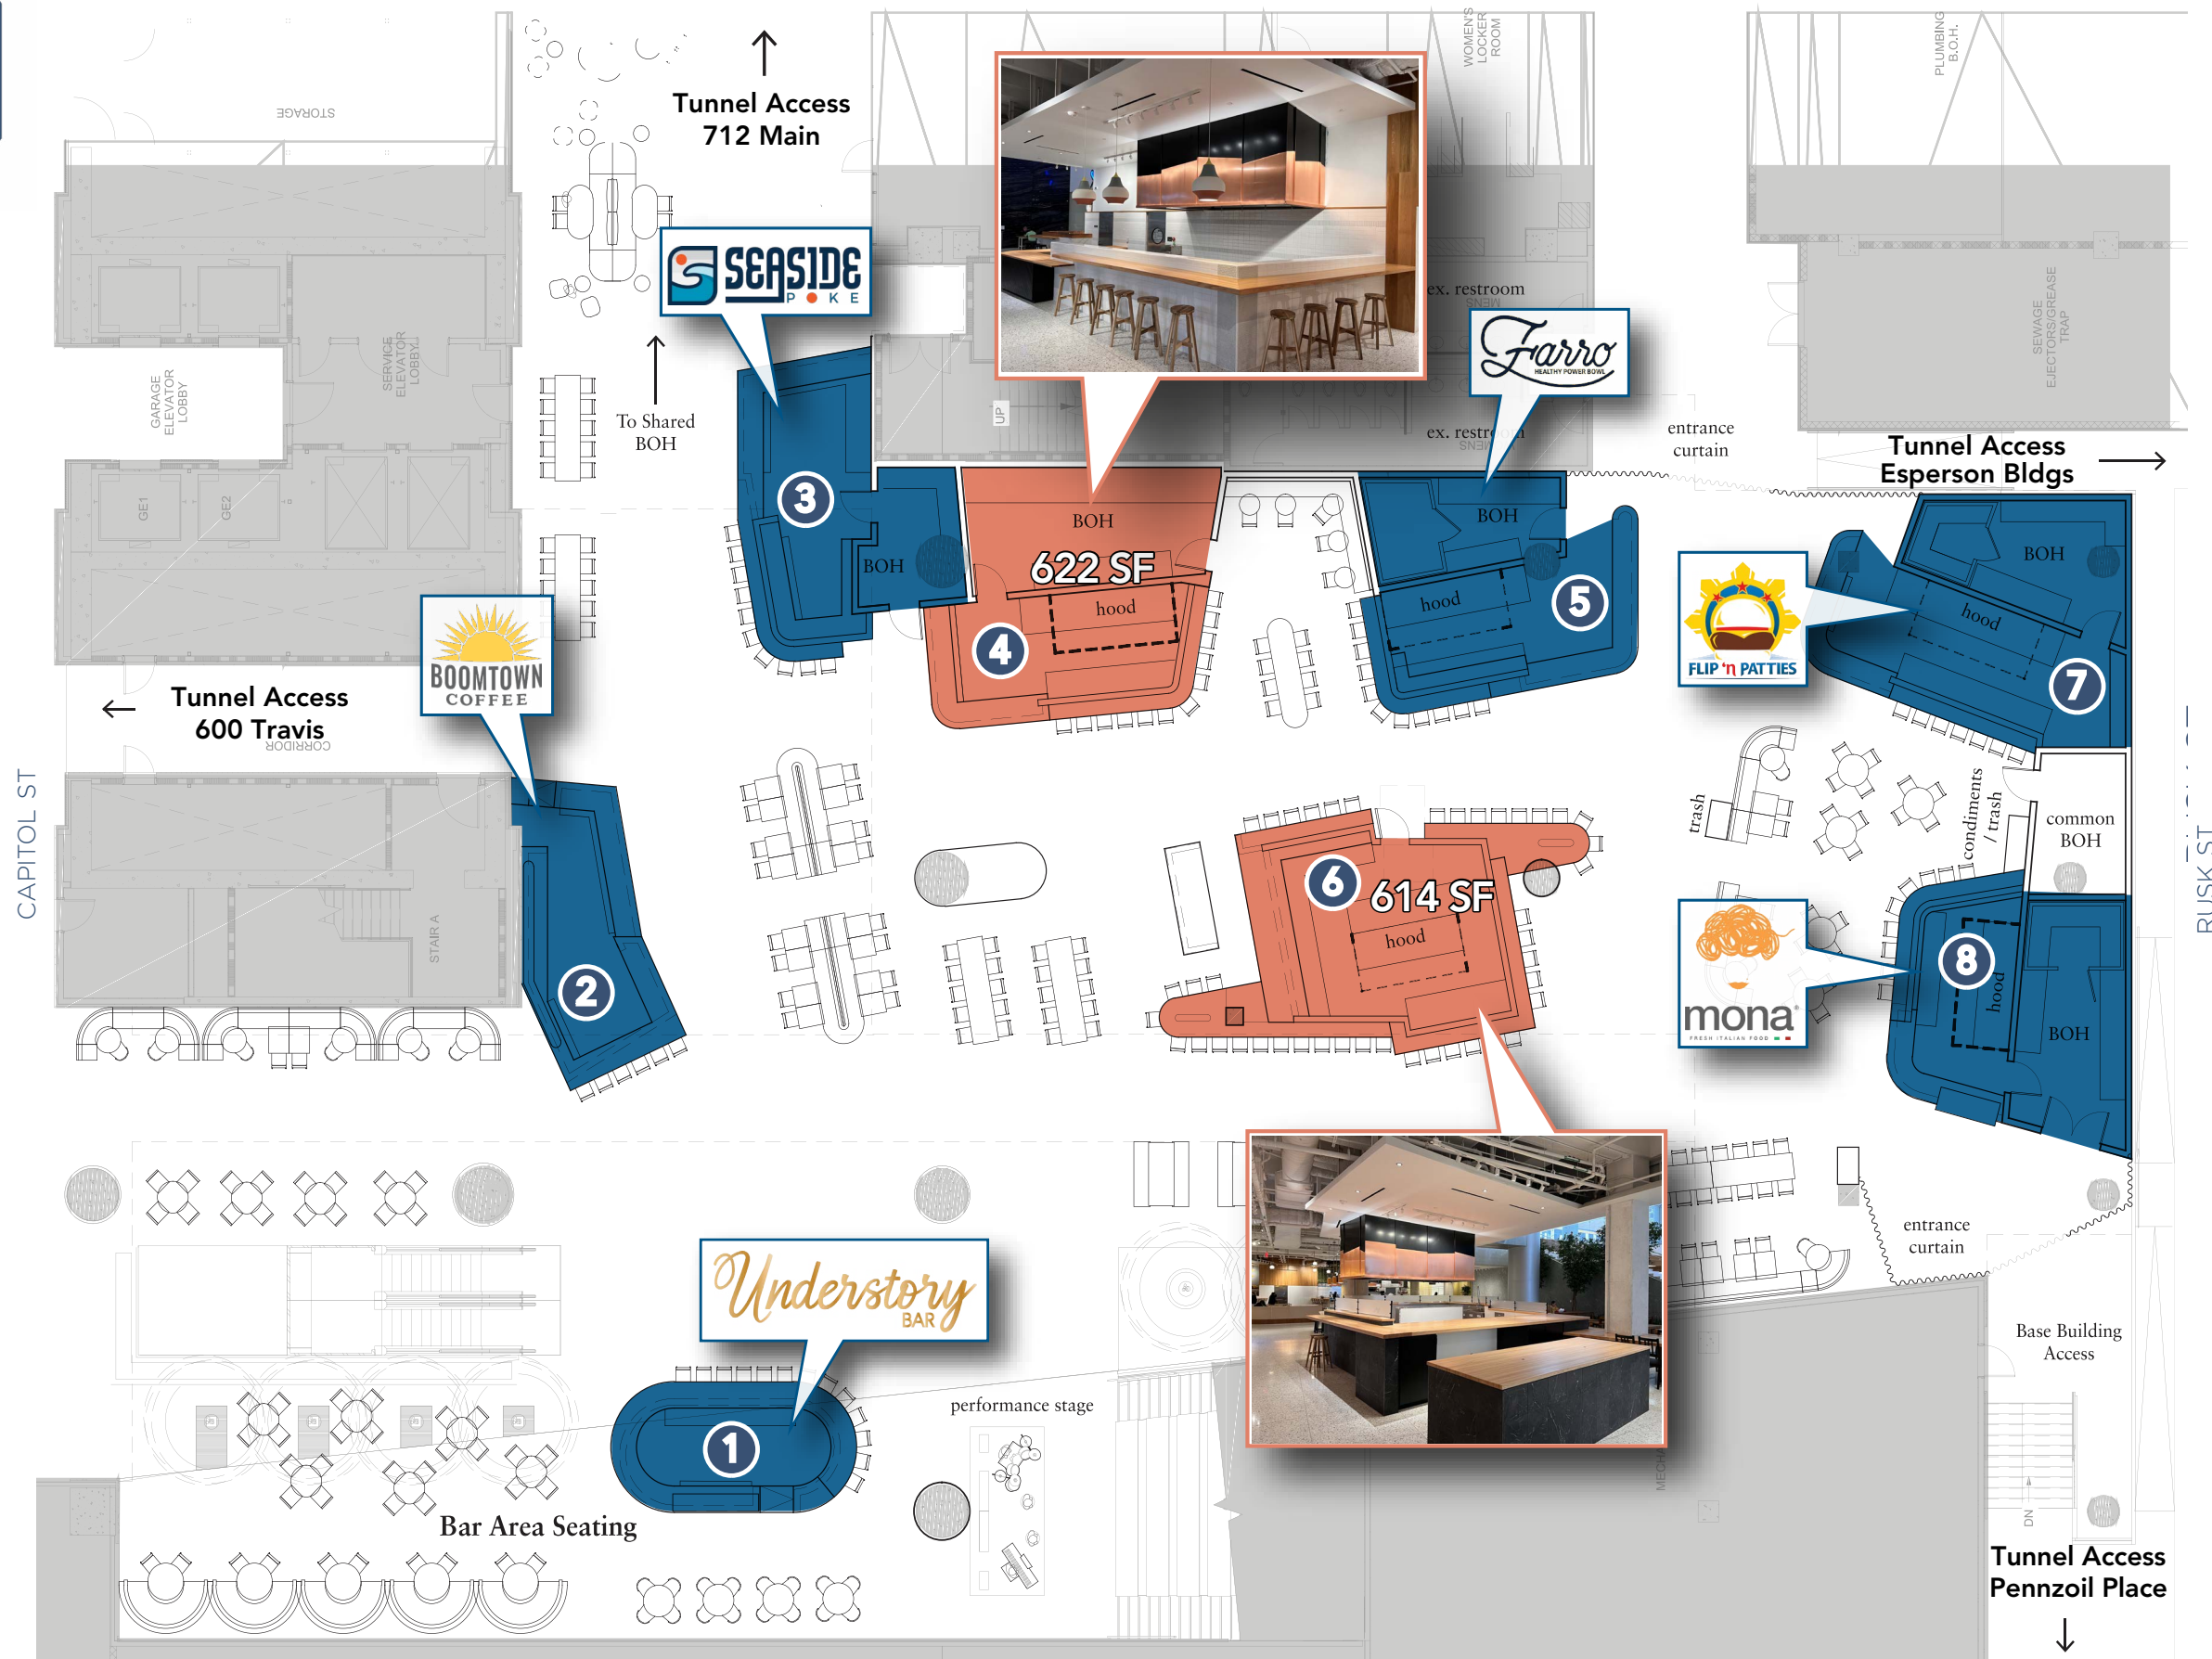 STORAGE
Tunnel Access
712 Main
WOMEN'S
LOCKER
ROOM
PLUMBING
B.O.H.
SEASIDE
POKE
ex. restroom
MENS
Farro
HEALTHY POWER BOWL
SEWAGE
EJECTORS/GREASE
TRAP
SERVICE
ELEVATOR
LOBBY
GARAGE
ELEVATOR
LOBBY
To Shared
BOH
UP
ex. restroom
MENS
entrance
curtain
Tunnel Access
Esperson Bldgs
GE1
GE2
3
BOH
BOH
622 SF
hood
4
BOH
hood
5
BOH
hood
7
FLIP 'n PATTIES
BOOMTOWN
COFFEE
Tunnel Access
600 Travis
CORRIDOR
CAPITOL ST
RUSK ST
trash
condiments
/ trash
common
BOH
STAIR A
2
6
614 SF
hood
mona
FRESH ITALIAN FOOD
8
hood
BOH
entrance
curtain
Understory
BAR
Base Building
Access
performance stage
1
Bar Area Seating
DN
Tunnel Access
Pennzoil Place